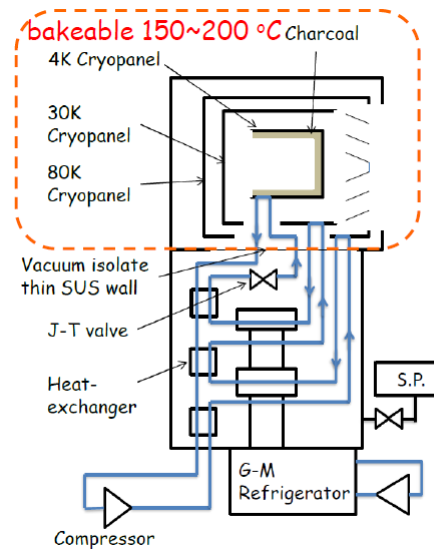 bakeable 150~200 °C
Charcoal
4K Cryopanel
30K
Cryopanel
80K
Cryopanel
Vacuum isolate
thin SUS wall
J-T valve
Heat-
exchanger
S.P.
G-M
Refrigerator
Compressor